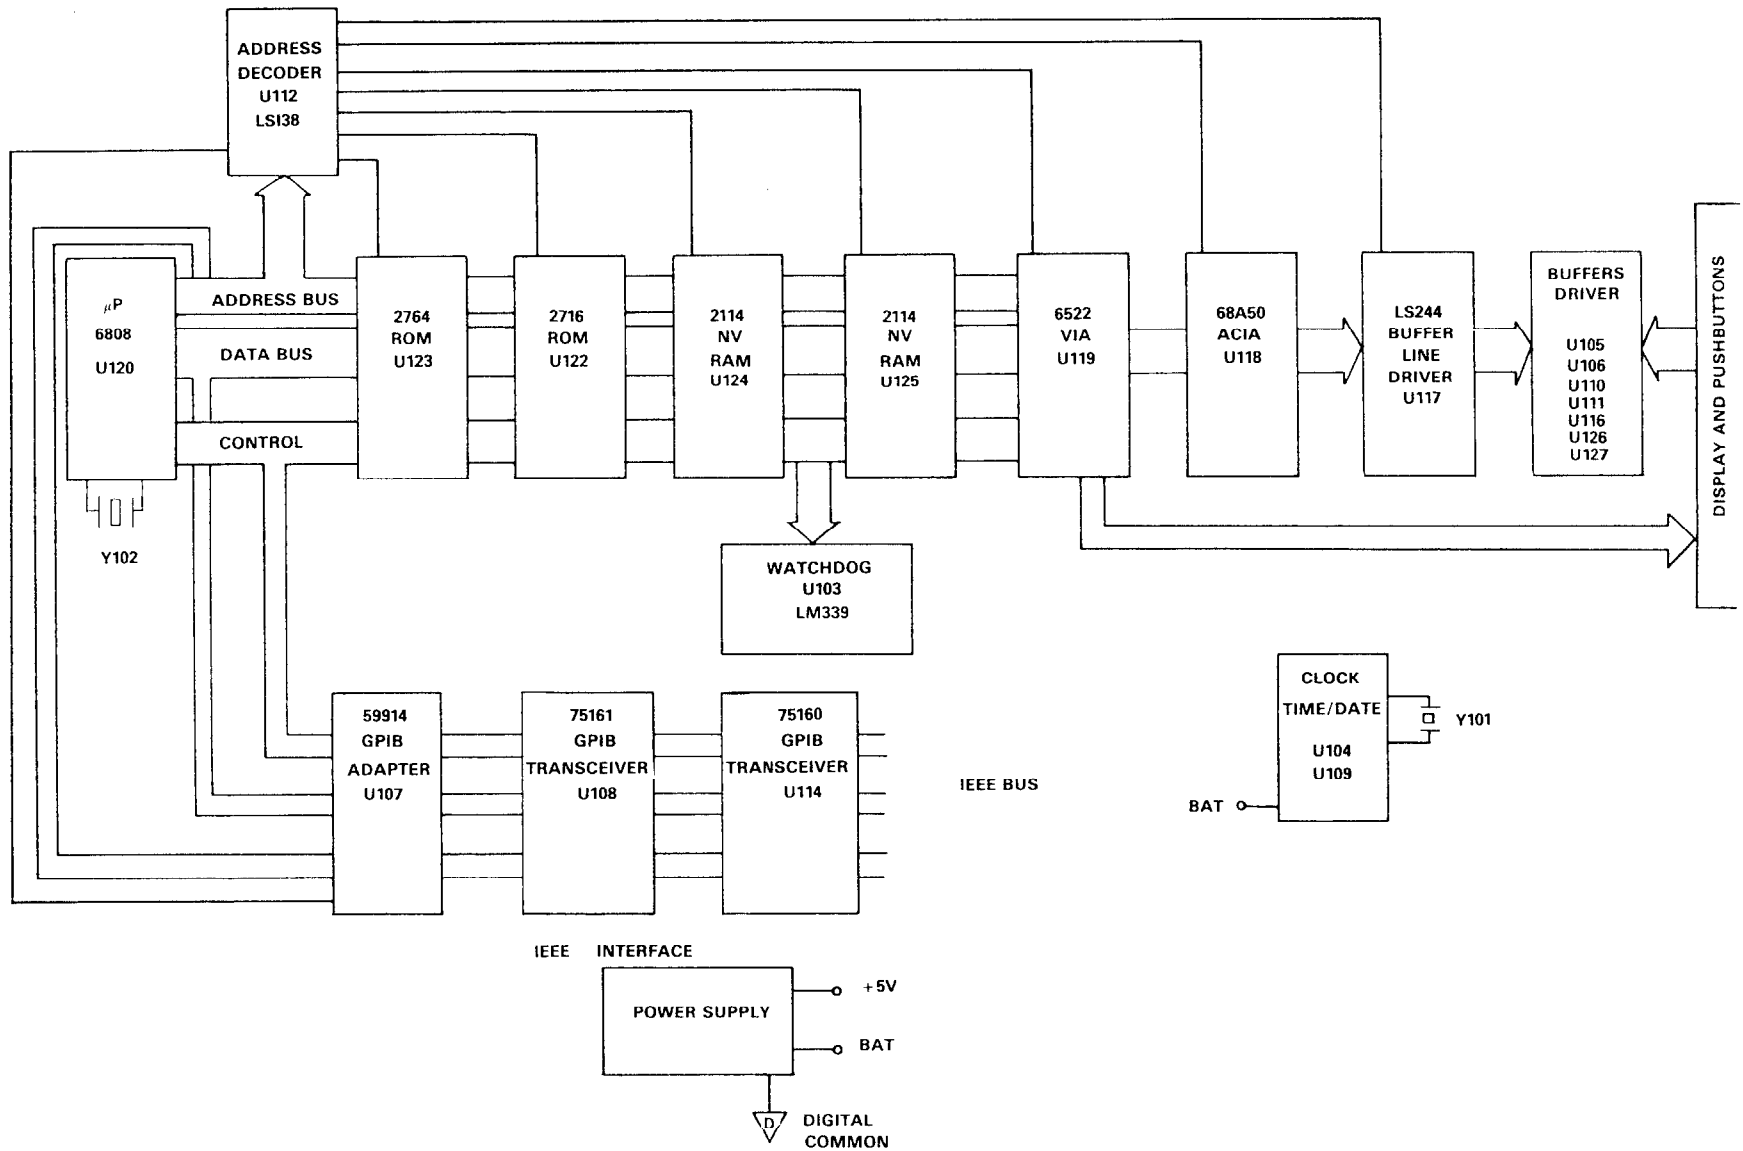 ADDRESS
DECODER
U112
LSI38
μP
6808
U120
ADDRESS BUS
DATA BUS
CONTROL
Y102
2764
ROM
U123
2716
ROM
U122
2114
NV
RAM
U124
2114
NV
RAM
U125
6522
VIA
U119
68A50
ACIA
U118
LS244
BUFFER
LINE
DRIVER
U117
BUFFERS
DRIVER
U105
U106
U110
U111
U116
U126
U127
DISPLAY AND PUSHBUTTONS
WATCHDOG
U103
LM339
59914
GPIB
ADAPTER
U107
75161
GPIB
TRANSCEIVER
U108
75160
GPIB
TRANSCEIVER
U114
IEEE BUS
CLOCK
TIME/DATE
U104
U109
Y101
BAT
IEEE INTERFACE
POWER SUPPLY
+5V
BAT
D
DIGITAL
COMMON